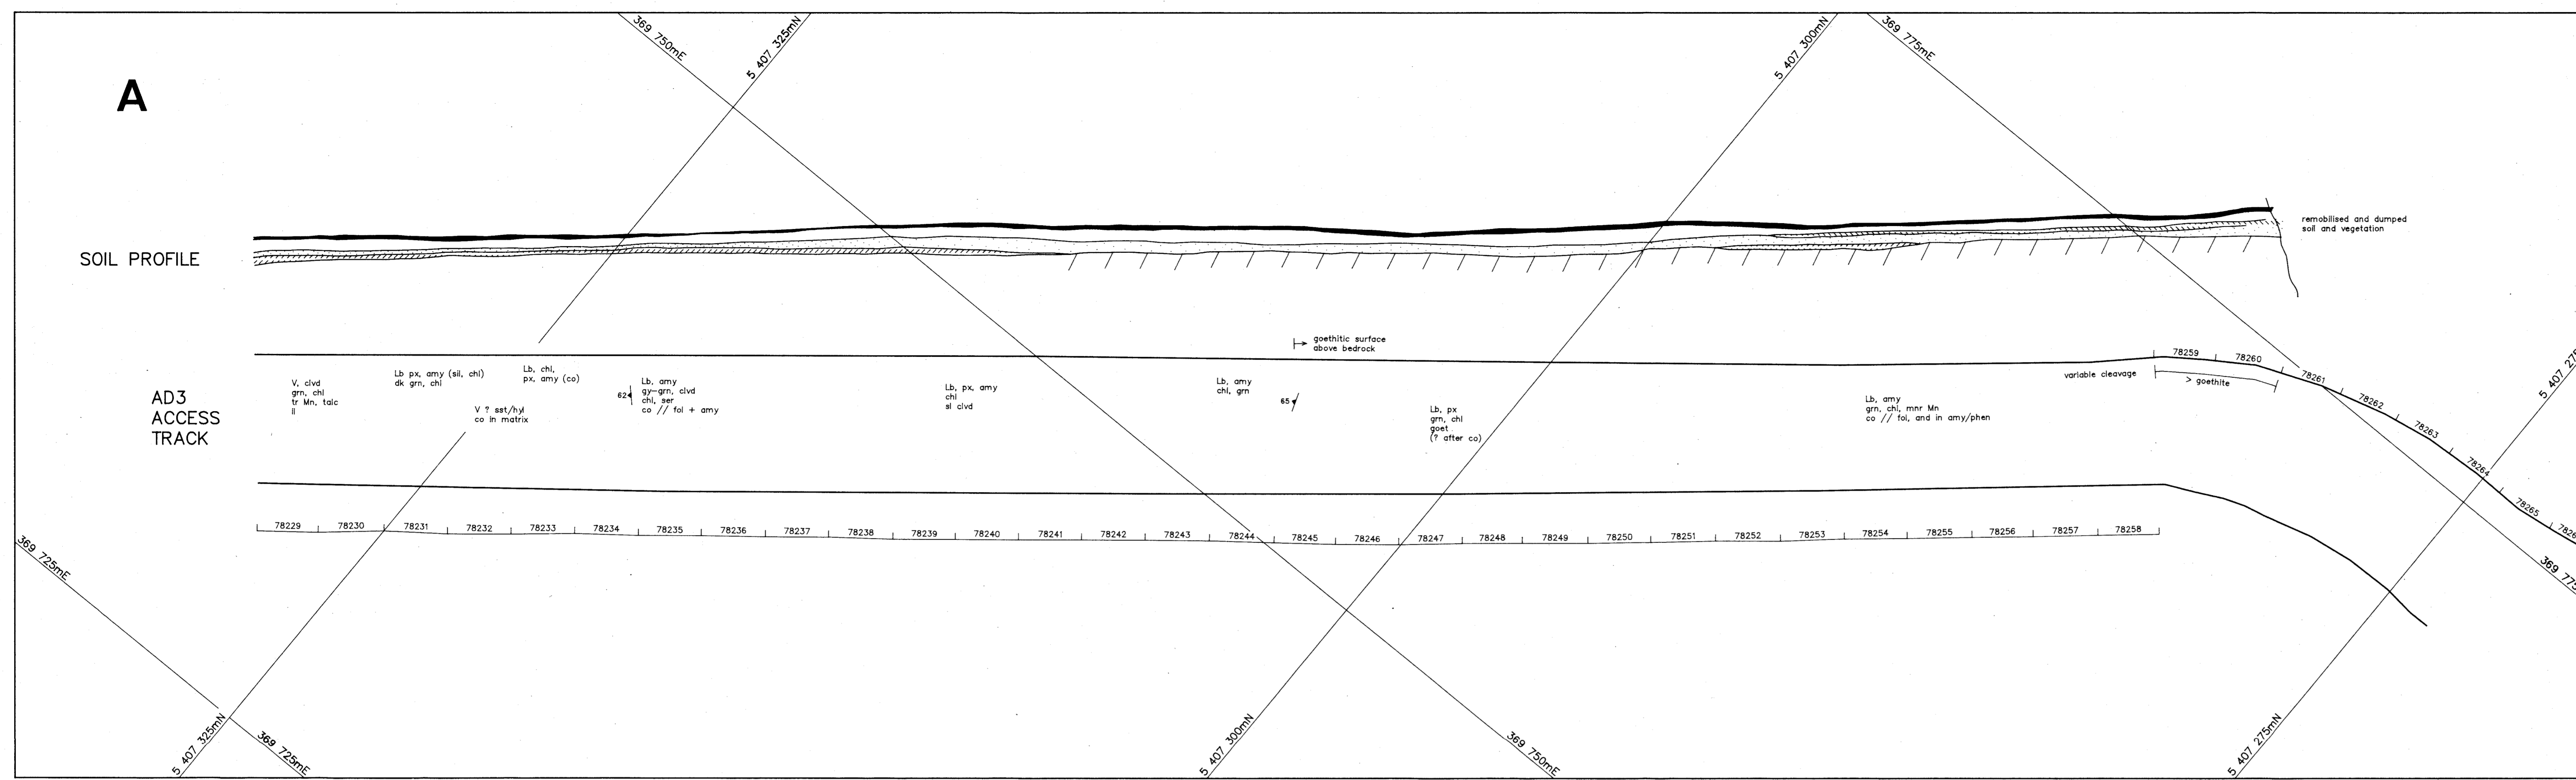 369 750mE
5 407 325mN
5 407 300mN
369 775mE
A
SOIL PROFILE
remobilised and dumped
soil and vegetation
goethitic surface
above bedrock
AD3
ACCESS
TRACK
V, clvd
grn, chl
tr Mn, talc
il
Lb px, amy (sil, chl)
dk grn, chl
V ? sst/hyl
co in matrix
Lb, chl,
px, amy (co)
62
Lb, amy
gy-grn, clvd
chl, ser
co // fol + amy
Lb, px, amy
chl
sl clvd
Lb, amy
chl, grn
65
Lb, px
grn, chl
goet
(? after co)
Lb, amy
grn, chl, mnr Mn
co // fol, and in amy/phen
variable cleavage
> goethite
78259
78260
78261
78262
78263
78264
78265
5 407 275
78229
78230
78231
78232
78233
78234
78235
78236
78237
78238
78239
78240
78241
78242
78243
78244
78245
78246
78247
78248
78249
78250
78251
78252
78253
78254
78255
78256
78257
78258
369 725mE
369 775
5 407 325mN
369 725mE
5 407 300mN
369 750mE
5 407 275mN